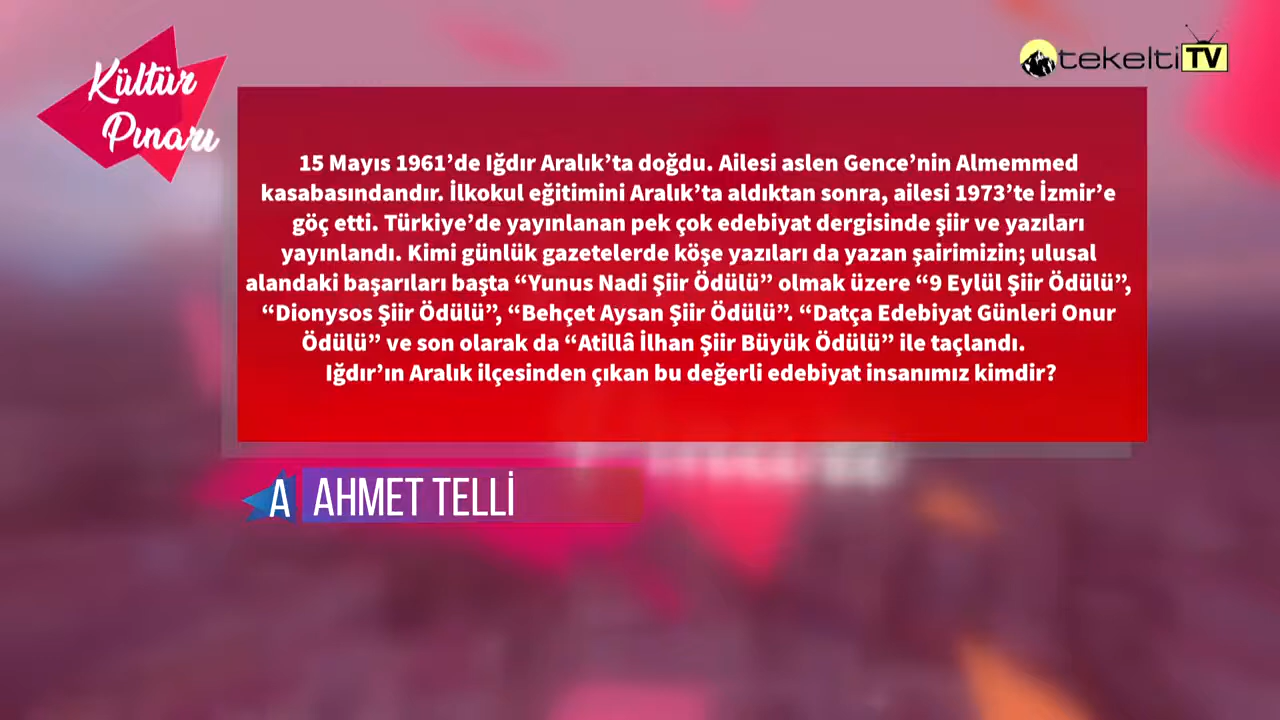 Kültür
Pınarı
tekelti TV
15 Mayıs 1961’de Iğdır Aralık’ta doğdu. Ailesi aslen Gence’nin Almemmed
kasabasındandır. İlkokul eğitimini Aralık’ta aldıktan sonra, ailesi 1973’te İzmir’e
göç etti. Türkiye’de yayınlanan pek çok edebiyat dergisinde şiir ve yazıları
yayınlandı. Kimi günlük gazetelerde köşe yazıları da yazan şairimizin; ulusal
alandaki başarıları başta “Yunus Nadi Şiir Ödülü” olmak üzere “9 Eylül Şiir Ödülü”,
“Dionysos Şiir Ödülü”, “Behçet Aysan Şiir Ödülü”. “Datça Edebiyat Günleri Onur
Ödülü” ve son olarak da “Atillâ İlhan Şiir Büyük Ödülü” ile taçlandı.
Iğdır’ın Aralık ilçesinden çıkan bu değerli edebiyat insanımız kimdir?
A AHMET TELLİ